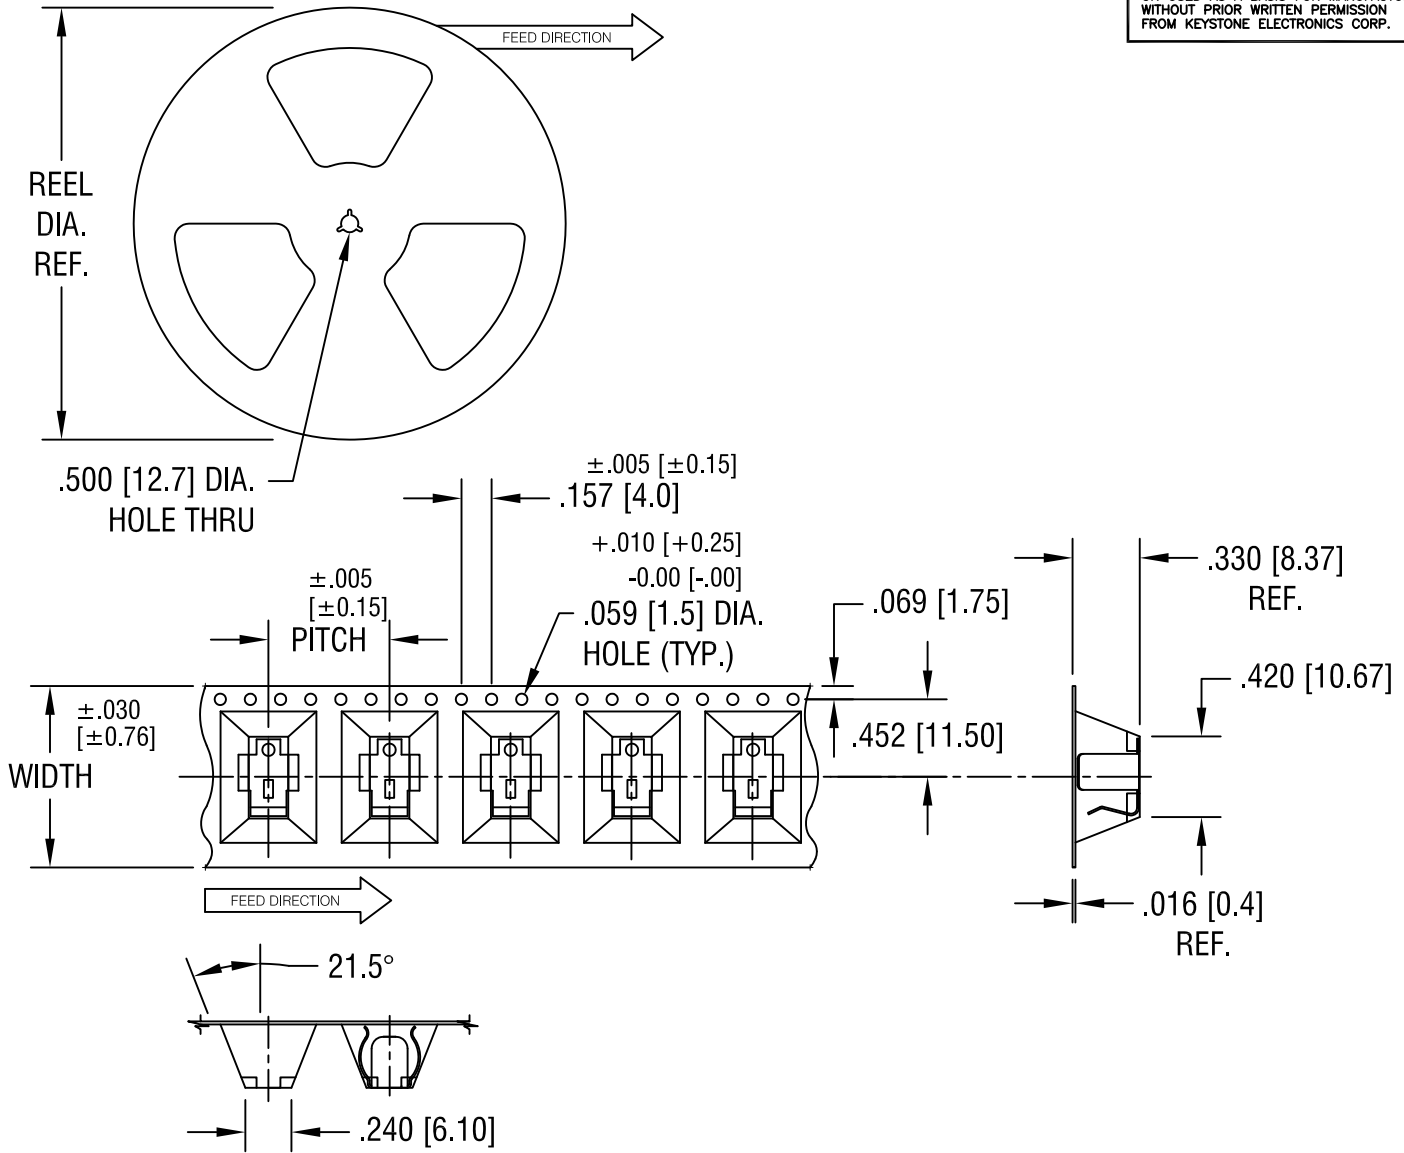 WITHOUT PRIOR WRITTEN PERMISSION
FROM KEYSTONE ELECTRONICS CORP.
FEED DIRECTION
REEL
DIA.
REF.
.500 [12.7] DIA.
HOLE THRU
±.005 [±0.15]
.157 [4.0]
+.010 [+0.25]
-0.00 [-.00]
.059 [1.5] DIA.
HOLE (TYP.)
±.005
[±0.15]
PITCH
.069 [1.75]
.330 [8.37]
REF.
±.030
[±0.76]
WIDTH
.452 [11.50]
.420 [10.67]
FEED DIRECTION
.016 [0.4]
REF.
21.5°
.240 [6.10]